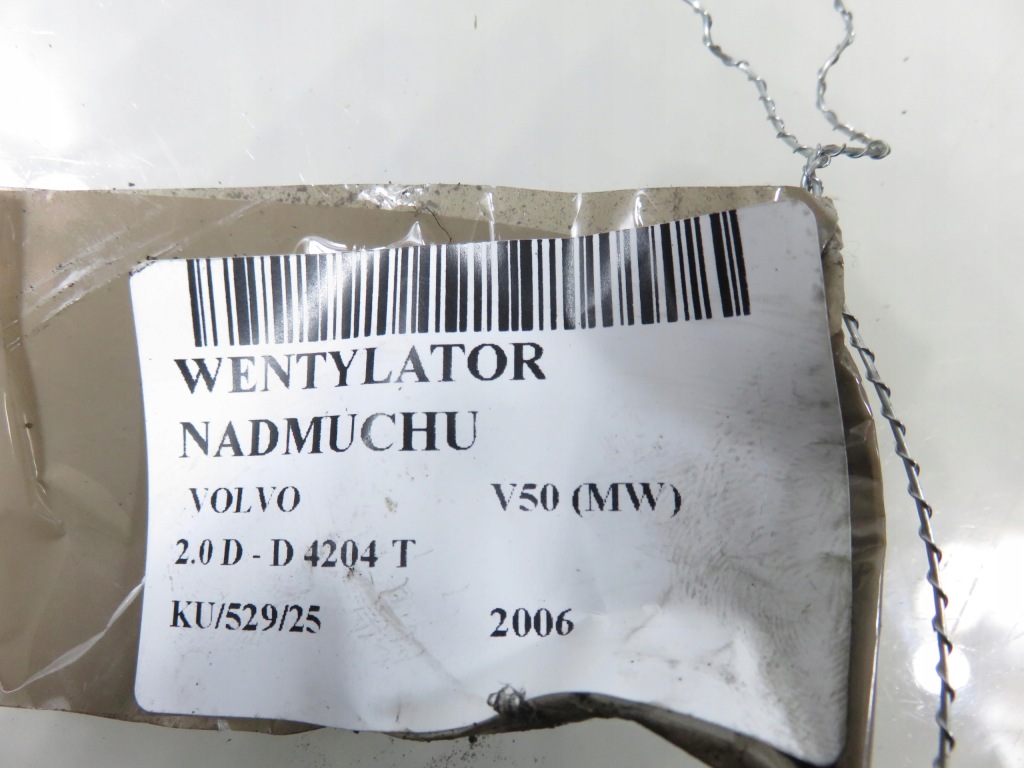 WENTYLATOR
NADMUCHU
VOLVO V50 (MW)
2.0 D - D 4204 T
KU/529/25 2006